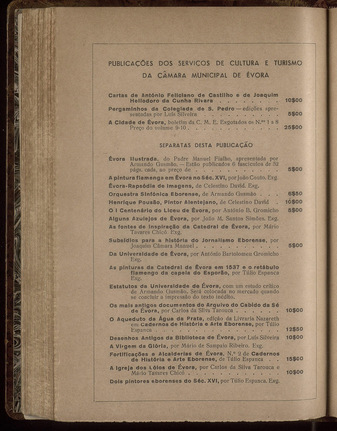 PUBLICAÇÕES DOS SERVIÇOS DE CULTURA E TURISMO
DA CÂMARA MUNICIPAL DE ÉVORA
Cartas de António Feliciano de Castilho e de Joaquim
Heliodoro da Cunha Rivara . . . . . 10$00
Pergaminhos da Colegiada de S. Pedro — edições apre-
sentadas por Luís Silveira . . . . . 5$00
A Cidade de Évora, boletim da C. M. E. Esgotados os N.os 1 a 8
Preço do volume 9-10 . . . . . 20$00
SEPARATAS DESTA PUBLICAÇÃO
Évora Ilustrada, do Padre Manuel Fialho, apresentada por
Armando Gusmão. — Estão publicados 6 fascículos de 32
págs. cada, ao preço de . . . . . 5$00
A pintura flamenga em Évora no Séc. XVI, por João Couto. Esg.
Évora-Rapsódia de Imagens, de Celestino David. Esg.
Orquestra Sinfónica Eborense, de Armando Gusmão . . 6$50
Henrique Pousão, Pintor Alentejano, de Celestino David . 10$00
O I Centenário do Liceu de Évora, por António B. Gromicho 5$00
Alguns Azulejos de Évora, por João M. Santos Simões. Esg.
As fontes de inspiração da Catedral de Évora, por Mário
Tavares Chicó. Esg.
Subsídios para a história do Jornalismo Eborense, por
Joaquim Câmara Manuel . . . . . 5$00
Da Universidade de Évora, por António Bartolomeu Gromicho
Esg.
As pinturas da Catedral de Évora em 1537 e o retábulo
flamengo da capela do Esporão, por Túlio Espanca
Esg.
Estatutos da Universidade de Évora, com um estudo crítico
de Armando Gusmão. Será colocada no mercado quando
se concluir a impressão do texto inédito.
Os mais antigos documentos do Arquivo do Cabido da Sé
de Évora, por Carlos da Silva Tarouca . . . . 10$00
O Aqueduto da Água da Prata, edição da Livraria Nazareth
em Cadernos de História e Arte Eborense, por Túlio
Espanca . . . . . 12$50
Desenhos Antigos da Biblioteca de Évora, por Luís Silveira 10$00
A Virgem da Glória, por Mário de Sampaio Ribeiro. Esg.
Fortificações e Alcaidarias de Évora, N.º 2 de Cadernos
de História e Arte Eborense, de Túlio Espanca . . 15$00
A Igreja dos Lóios de Évora, por Carlos da Silva Tarouca e
Mário Tavares Chicó . . . . . 10$00
Dois pintores eborenses do Séc. XVI, por Túlio Espanca. Esg.